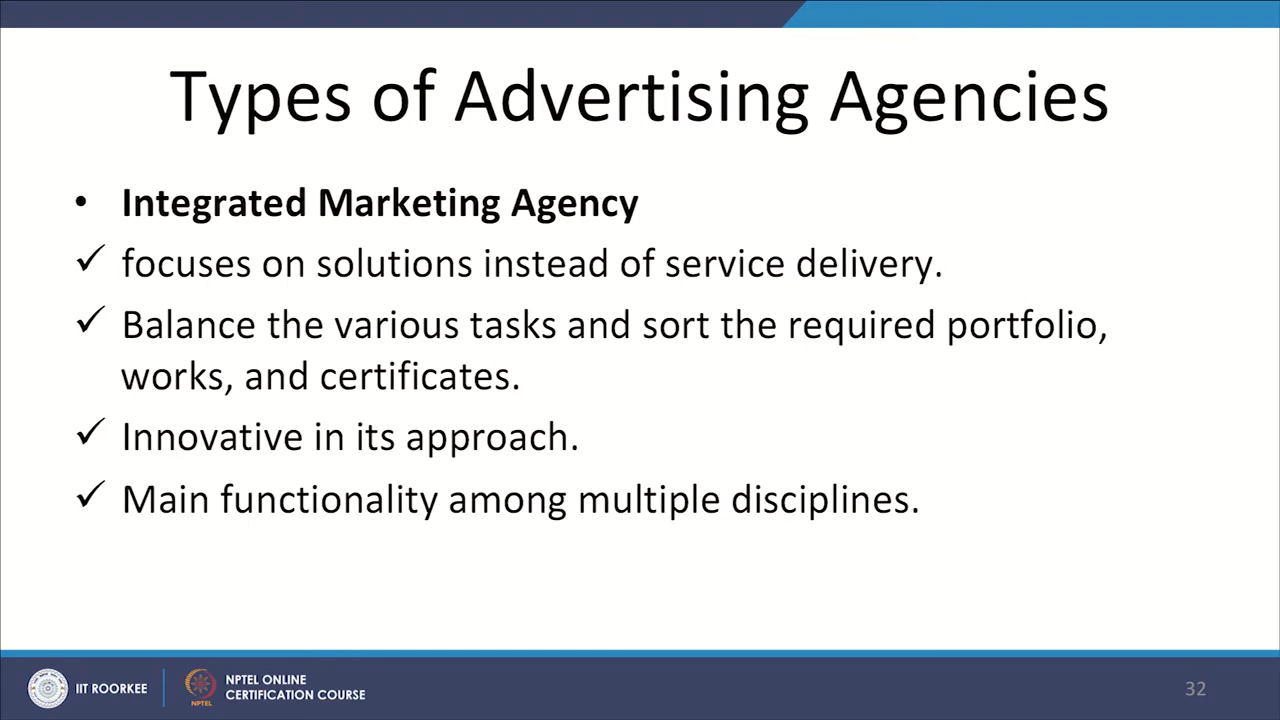 Types of Advertising Agencies
• Integrated Marketing Agency
✓ focuses on solutions instead of service delivery.
✓ Balance the various tasks and sort the required portfolio,
works, and certificates.
✓ Innovative in its approach.
✓ Main functionality among multiple disciplines.
IIT ROORKEE
NPTEL
NPTEL ONLINE
CERTIFICATION COURSE
32